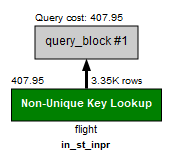 Query cost: 407.95
query_block #1
407.95 3.35K rows
Non-Unique Key Lookup
flight
in_st_inpr